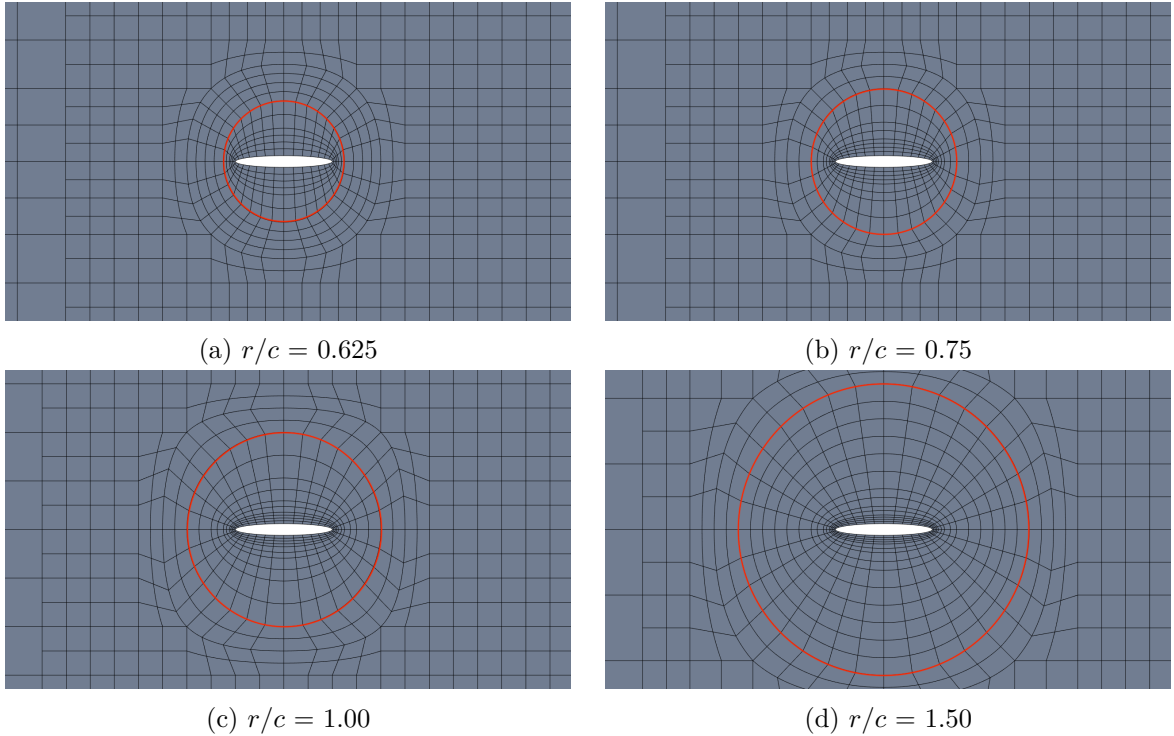 (a) r/c = 0.625
(b) r/c = 0.75
(c) r/c = 1.00
(d) r/c = 1.50